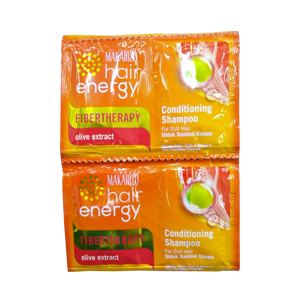 MAKARIZO
hair
energy
FIBERTHERAPY
olive extract
Conditioning
Shampoo
For Dull Hair
Untuk Rambut Kusam
MAKARIZO
hair
energy
FIBERTHERAPY
olive extract
Conditioning
Shampoo
For Dull Hair
Untuk Rambut Kusam